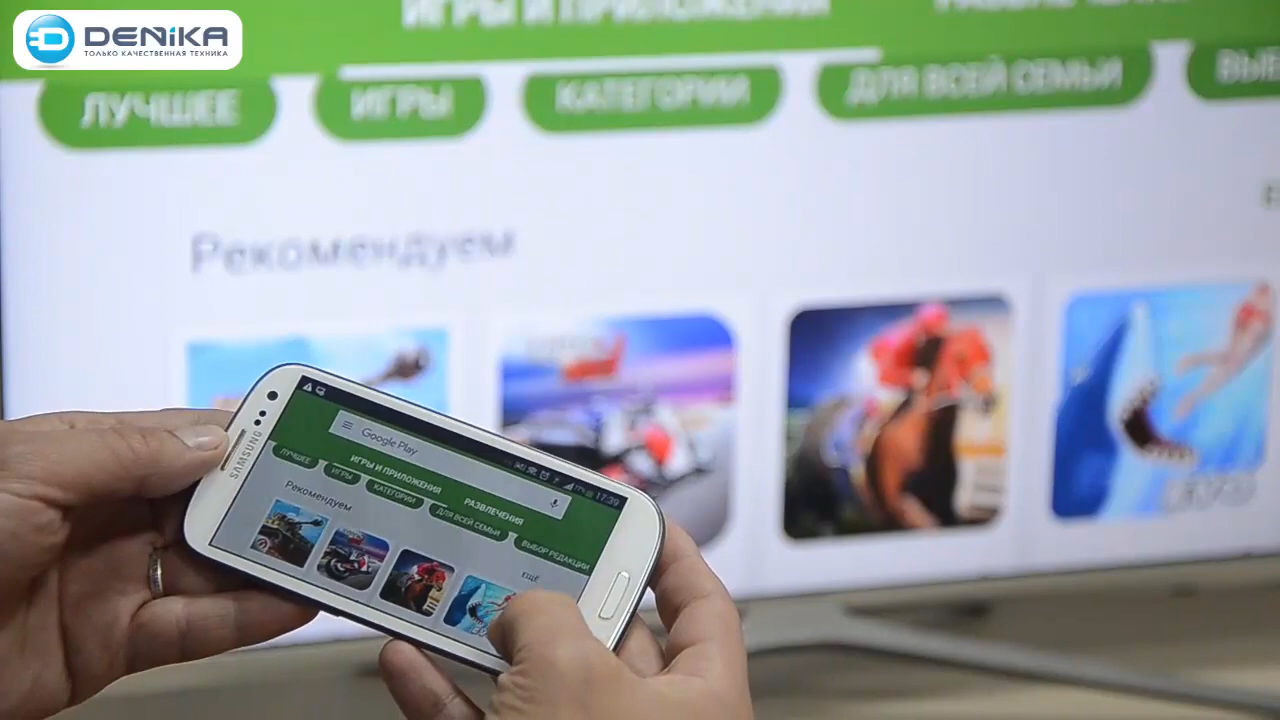 DENiKA
ТОЛЬКО КАЧЕСТВЕННАЯ ТЕХНИКА
ИГРЫ И ПРИЛОЖЕНИЯ
РАЗВЛЕЧЕНИЯ
ЛУЧШЕЕ
ИГРЫ
КАТЕГОРИИ
ДЛЯ ВСЕЙ СЕМЬИ
Рекомендуем
SAMSUNG
17:39
Google Play
ИГРЫ И ПРИЛОЖЕНИЯ
РАЗВЛЕЧЕНИЯ
ЛУЧШЕЕ
ИГРЫ
КАТЕГОРИИ
ДЛЯ ВСЕЙ СЕМЬИ
ВЫБОР РЕДАКЦИИ
Рекомендуем
ЕЩЁ